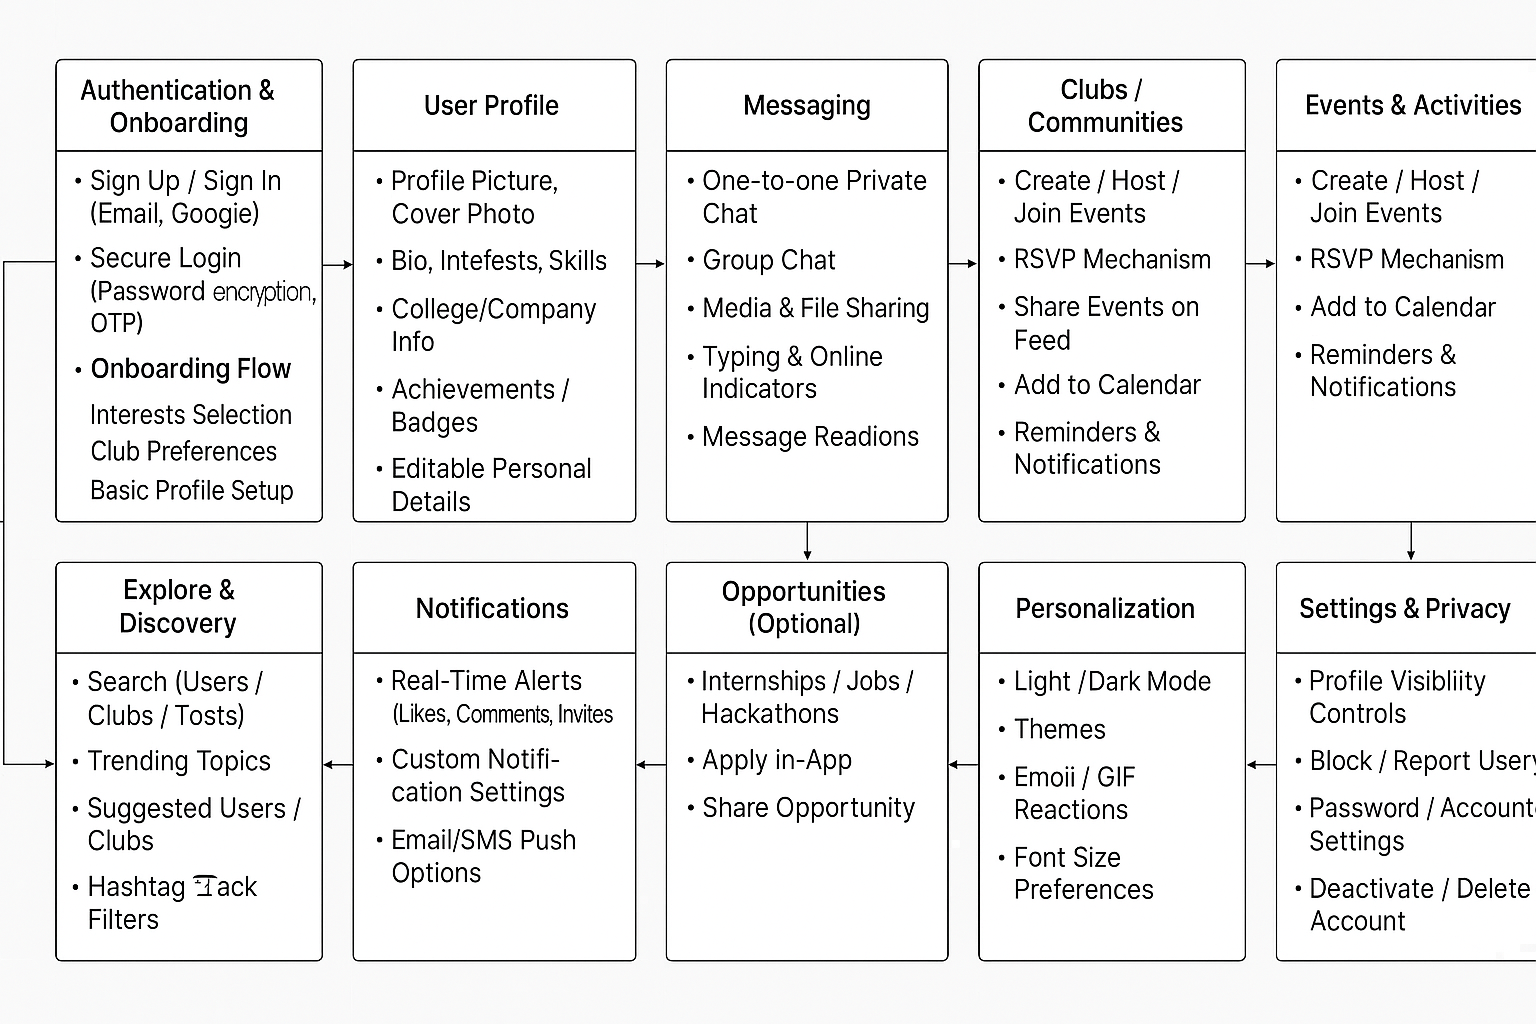 Authentication &
Onboarding
• Sign Up / Sign In
(Email, Googie)
• Secure Login
(Password encryption,
OTP)
• Onboarding Flow
Interests Selection
Club Preferences
Basic Profile Setup
User Profile
• Profile Picture,
Cover Photo
• Bio, Intefests, Skills
• College/Company
Info
• Achievements /
Badges
• Editable Personal
Details
Messaging
• One-to-one Private
Chat
• Group Chat
• Media & File Sharing
• Typing & Online
Indicators
• Message Readions
Clubs /
Communities
• Create / Host /
Join Events
• RSVP Mechanism
• Share Events on
Feed
• Add to Calendar
• Reminders &
Notifications
Events & Activities
• Create / Host /
Join Events
• RSVP Mechanism
• Add to Calendar
• Reminders &
Notifications
Explore &
Discovery
• Search (Users /
Clubs / Tosts)
• Trending Topics
• Suggested Users /
Clubs
• Hashtag
Filters
Notifications
• Real-Time Alerts
(Likes, Comments, Invites
• Custom Notifi-
cation Settings
• Email/SMS Push
Options
Opportunities
(Optional)
• Internships / Jobs /
Hackathons
• Apply in-App
• Share Opportunity
Personalization
• Light /Dark Mode
• Themes
• Emoii / GIF
Reactions
• Font Size
Preferences
Settings & Privacy
• Profile Visibliity
Controls
• Block / Report Usery
• Password / Account
Settings
• Deactivate / Delete
Account